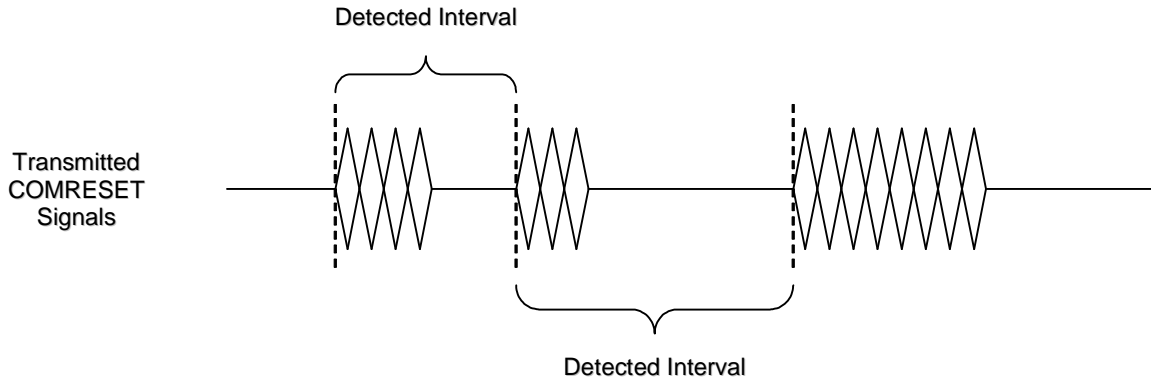 Detected Interval
Transmitted
COMRESET
Signals
Detected Interval